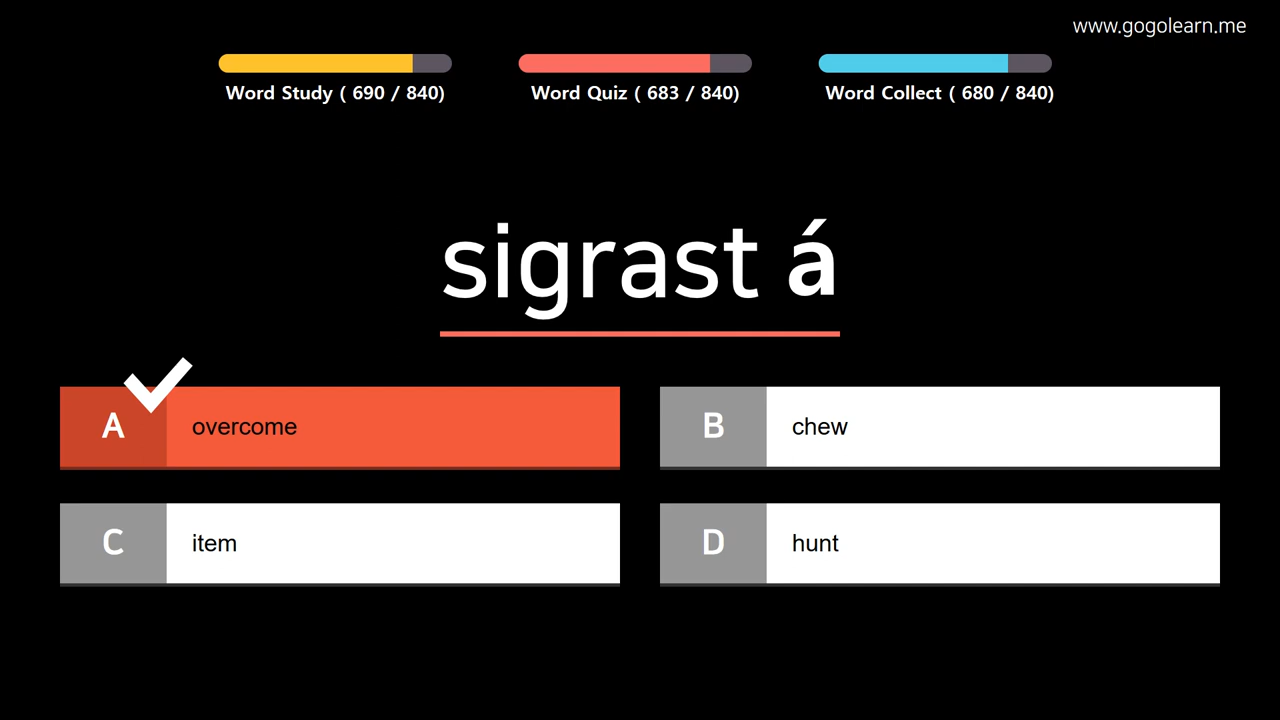 www.gogolearn.me
Word Study ( 690 / 840)
Word Quiz ( 683 / 840)
Word Collect ( 680 / 840)
sigrast á
A overcome
B chew
C item
D hunt